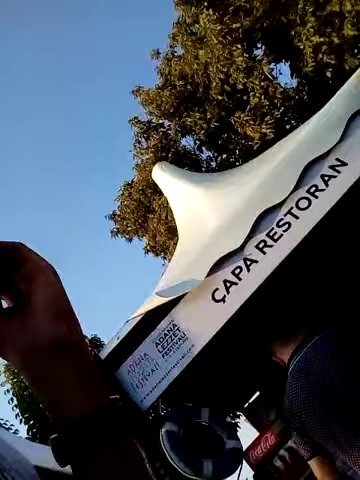 ÇAPA RESTORAN
ADANA
LEZZET
FESTİVALİ
ADANA
LEZZET
FESTİVALİ
Coca-Cola